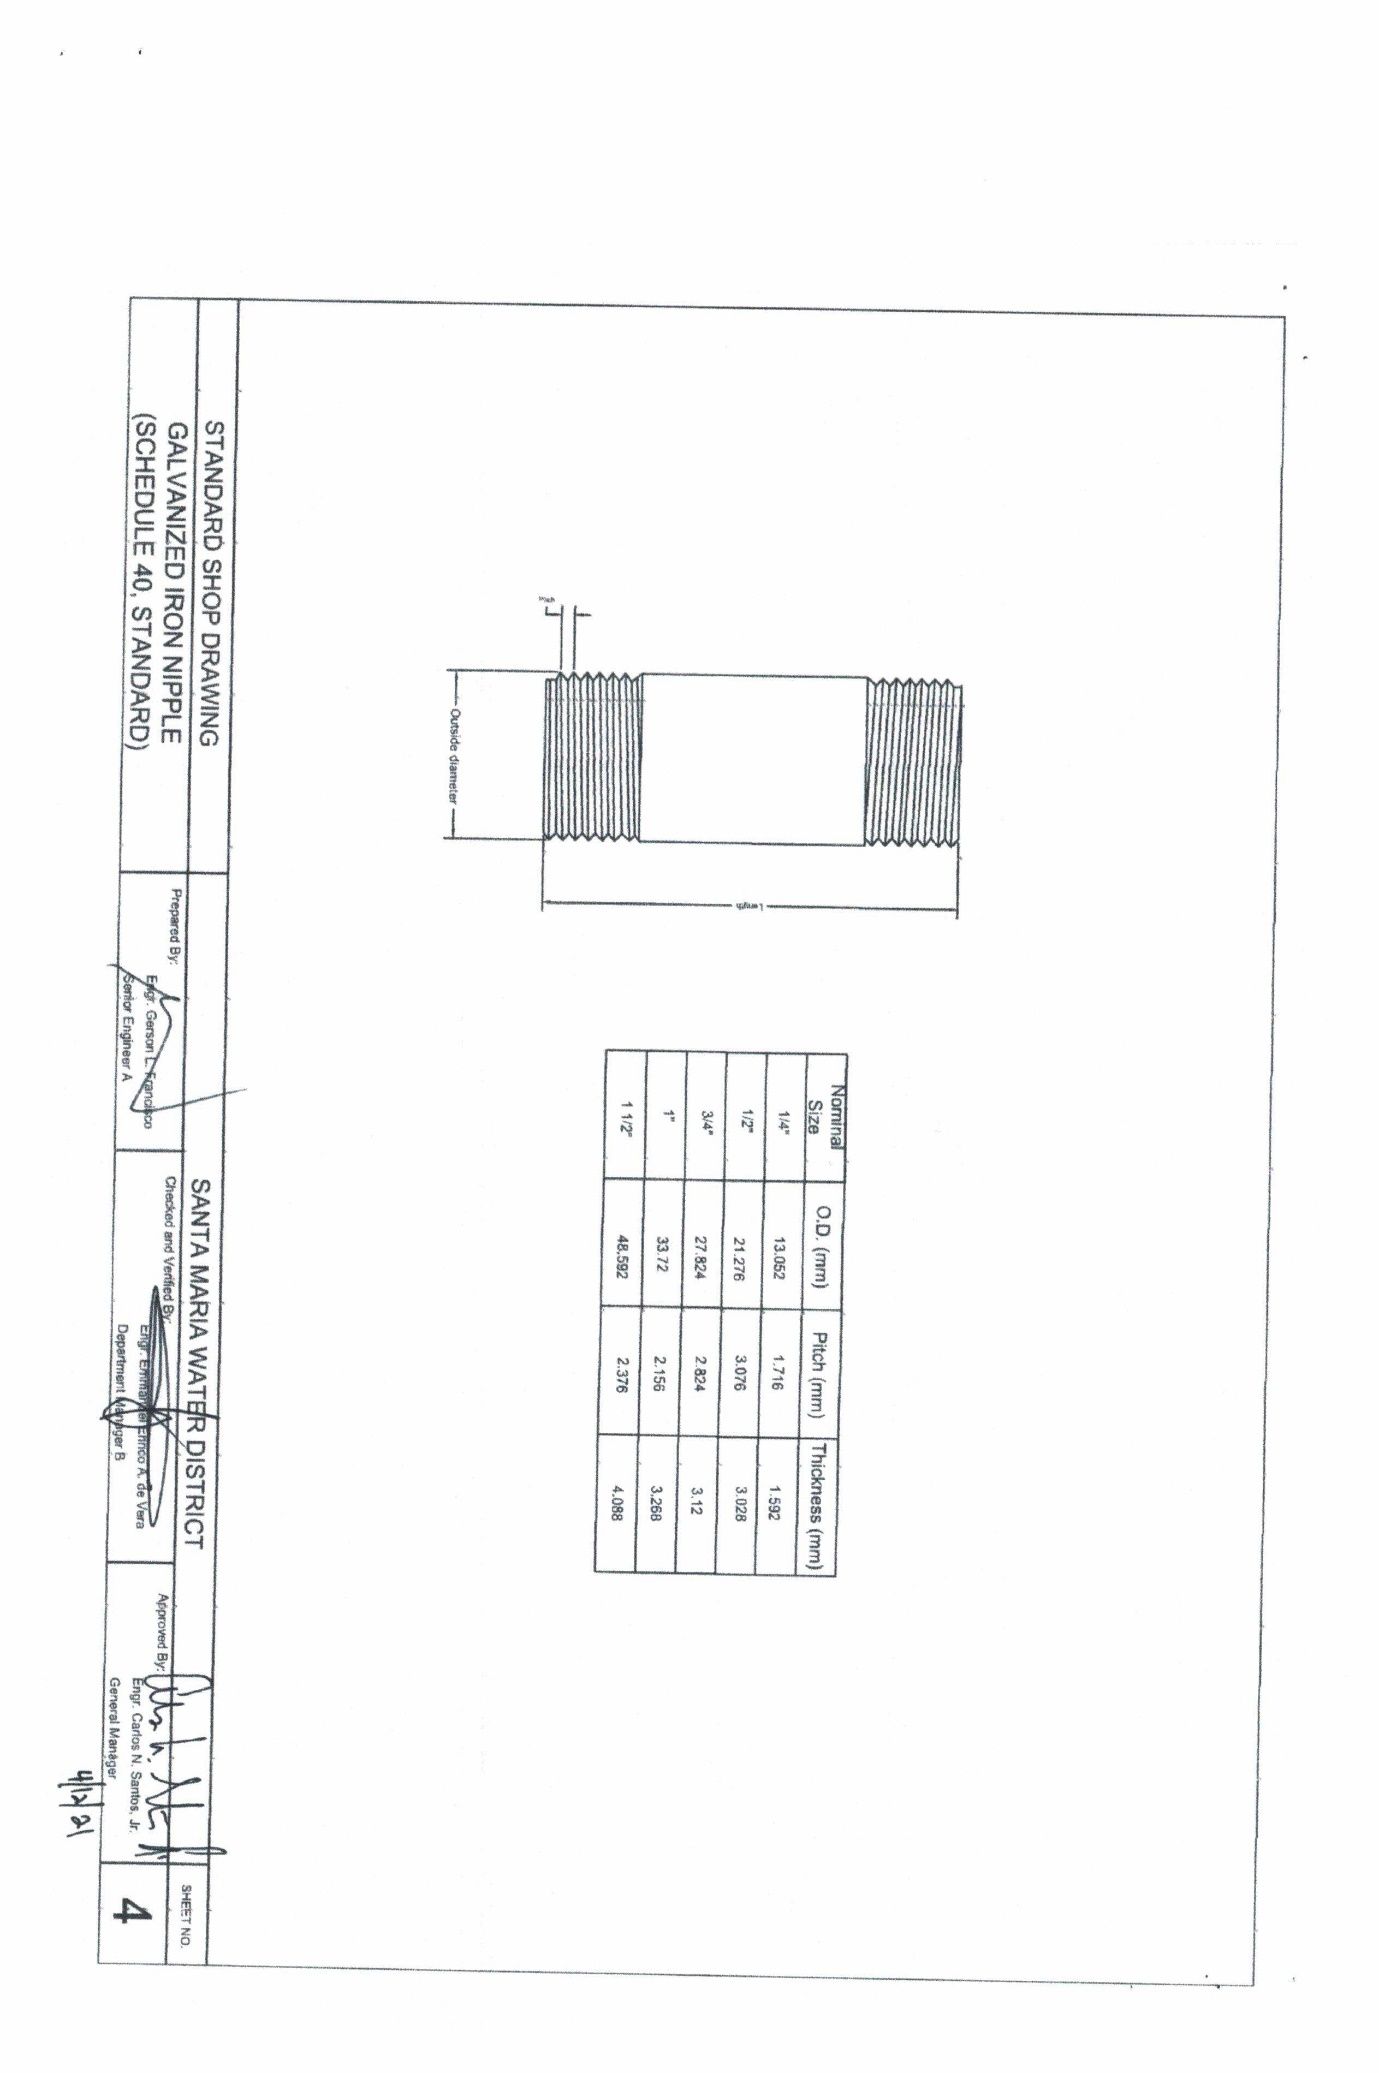 Pitch
Outside diameter
Length
Nominal Size O.D. (mm) Pitch (mm) Thickness (mm)
1/4" 13.052 1.716 1.592
1/2" 21.276 3.076 3.028
3/4" 27.824 2.824 3.12
1" 33.72 2.156 3.268
1 1/2" 48.592 2.376 4.088
STANDARD SHOP DRAWING
GALVANIZED IRON NIPPLE
(SCHEDULE 40, STANDARD)
SANTA MARIA WATER DISTRICT
Prepared By:
Engr. Gerson L. Francisco
Senior Engineer A
Checked and Verified By:
Engr. Emmanuel Enrico A. de Vera
Department Manager B
Approved By:
Engr. Carlos N. Santos, Jr.
General Manager
4/12/21
SHEET NO.
4